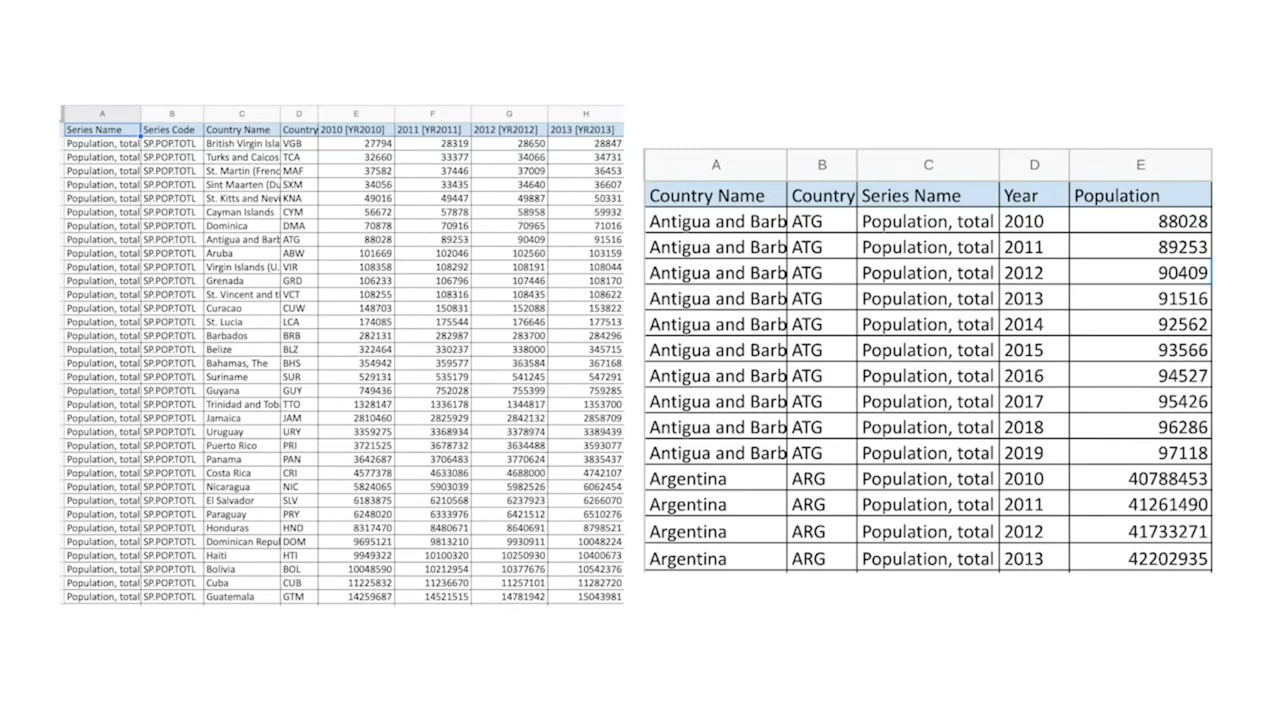 A B C D E F G H
Series Name Series Code Country Name Country 2010 [YR2010] 2011 [YR2011] 2012 [YR2012] 2013 [YR2013]
Population, total SP.POP.TOTL British Virgin Isla VGB 27794 28319 28650 28847
Population, total SP.POP.TOTL Turks and Caicos TCA 32660 33377 34066 34731
Population, total SP.POP.TOTL St. Martin (Frenc MAF 37582 37446 37009 36453
Population, total SP.POP.TOTL Sint Maarten (Du SXM 34056 33435 34640 36607
Population, total SP.POP.TOTL St. Kitts and Nevi KNA 49016 49447 49887 50331
Population, total SP.POP.TOTL Cayman Islands CYM 56672 57878 58958 59932
Population, total SP.POP.TOTL Dominica DMA 70878 70916 70965 71016
Population, total SP.POP.TOTL Antigua and Bart ATG 88028 89253 90409 91516
Population, total SP.POP.TOTL Aruba ABW 101669 102046 102560 103159
Population, total SP.POP.TOTL Virgin Islands (U. VIR 108358 108292 108191 108044
Population, total SP.POP.TOTL Grenada GRD 106233 106796 107446 108170
Population, total SP.POP.TOTL St. Vincent and t VCT 108255 108316 108435 108622
Population, total SP.POP.TOTL Curacao CUW 148703 150831 152088 153822
Population, total SP.POP.TOTL St. Lucia LCA 174085 175544 176646 177513
Population, total SP.POP.TOTL Barbados BRB 282131 282987 283700 284296
Population, total SP.POP.TOTL Belize BLZ 322464 330237 338000 345715
Population, total SP.POP.TOTL Bahamas, The BHS 354942 359577 363584 367168
Population, total SP.POP.TOTL Suriname SUR 529131 535179 541245 547291
Population, total SP.POP.TOTL Guyana GUY 749436 752028 755399 759285
Population, total SP.POP.TOTL Trinidad and Tob TTO 1328147 1336178 1344817 1353700
Population, total SP.POP.TOTL Jamaica JAM 2810460 2825929 2842132 2858709
Population, total SP.POP.TOTL Uruguay URY 3359275 3368934 3378974 3389439
Population, total SP.POP.TOTL Puerto Rico PRI 3721525 3678732 3634488 3593077
Population, total SP.POP.TOTL Panama PAN 3642687 3706483 3770624 3835437
Population, total SP.POP.TOTL Costa Rica CRI 4577378 4633086 4688000 4742107
Population, total SP.POP.TOTL Nicaragua NIC 5824065 5903039 5982526 6062454
Population, total SP.POP.TOTL El Salvador SLV 6183875 6210568 6237923 6266070
Population, total SP.POP.TOTL Paraguay PRY 6248020 6333976 6421512 6510276
Population, total SP.POP.TOTL Honduras HND 8317470 8480671 8640691 8798521
Population, total SP.POP.TOTL Dominican Repul DOM 9695121 9813210 9930911 10048224
Population, total SP.POP.TOTL Haiti HTI 9949322 10100320 10250930 10400673
Population, total SP.POP.TOTL Bolivia BOL 10048590 10212954 10377676 10542376
Population, total SP.POP.TOTL Cuba CUB 11225832 11236670 11257101 11282720
Population, total SP.POP.TOTL Guatemala GTM 14259687 14521515 14781942 15043981
A B C D E
Country Name Country Series Name Year Population
Antigua and Barb ATG Population, total 2010 88028
Antigua and Barb ATG Population, total 2011 89253
Antigua and Barb ATG Population, total 2012 90409
Antigua and Barb ATG Population, total 2013 91516
Antigua and Barb ATG Population, total 2014 92562
Antigua and Barb ATG Population, total 2015 93566
Antigua and Barb ATG Population, total 2016 94527
Antigua and Barb ATG Population, total 2017 95426
Antigua and Barb ATG Population, total 2018 96286
Antigua and Barb ATG Population, total 2019 97118
Argentina ARG Population, total 2010 40788453
Argentina ARG Population, total 2011 41261490
Argentina ARG Population, total 2012 41733271
Argentina ARG Population, total 2013 42202935